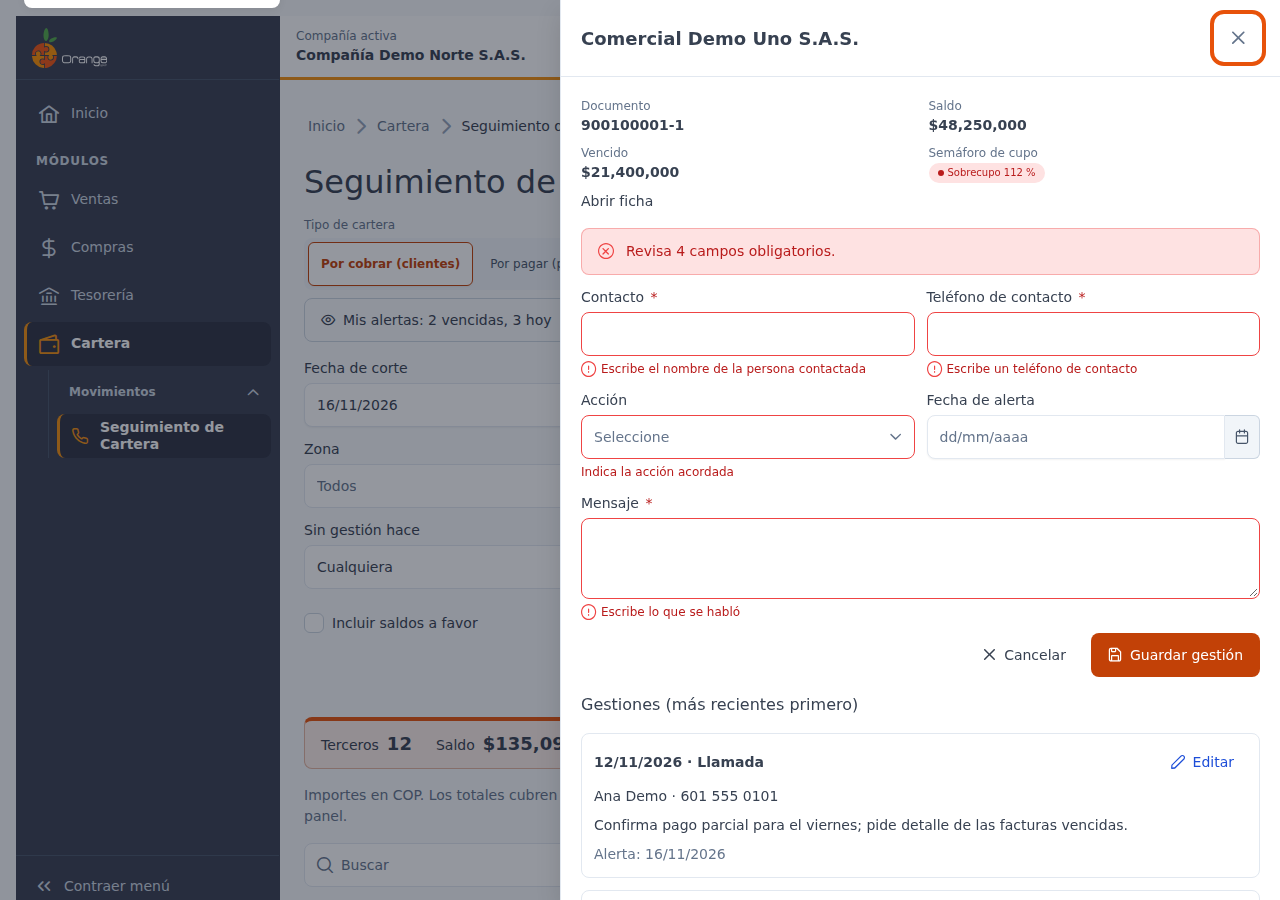 Orange
Inicio
MÓDULOS
Ventas
Compras
Tesorería
Cartera
Movimientos
Seguimiento de
Cartera
Contraer menú
Compañía activa
Compañía Demo Norte S.A.S.
Inicio
Cartera
Seguimiento d
Seguimiento de
Tipo de cartera
Por cobrar (clientes)
Por pagar (p
Mis alertas: 2 vencidas, 3 hoy
Fecha de corte
16/11/2026
Zona
Todos
Sin gestión hace
Cualquiera
Incluir saldos a favor
Terceros 12 Saldo $135,09
Importes en COP. Los totales cubren
panel.
Buscar
Comercial Demo Uno S.A.S.
Documento
900100001-1
Saldo
$48,250,000
Vencido
$21,400,000
Semáforo de cupo
Sobrecupo 112 %
Abrir ficha
Revisa 4 campos obligatorios.
Contacto *
Escribe el nombre de la persona contactada
Teléfono de contacto *
Escribe un teléfono de contacto
Acción
Seleccione
Indica la acción acordada
Fecha de alerta
dd/mm/aaaa
Mensaje *
Escribe lo que se habló
Cancelar
Guardar gestión
Gestiones (más recientes primero)
12/11/2026 · Llamada
Editar
Ana Demo · 601 555 0101
Confirma pago parcial para el viernes; pide detalle de las facturas vencidas.
Alerta: 16/11/2026